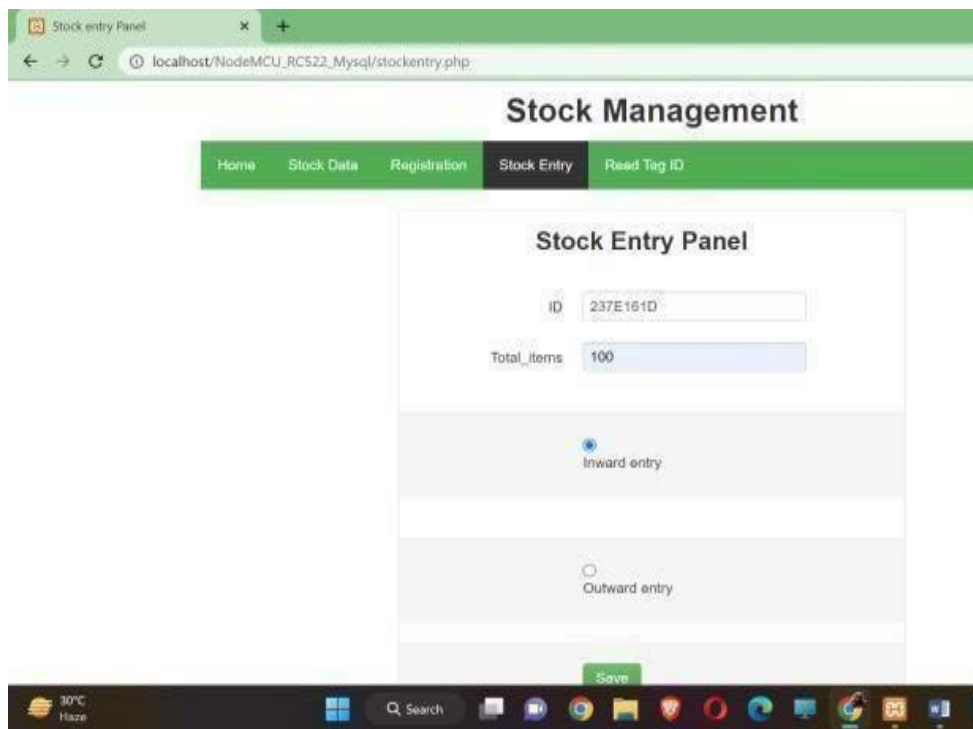 Stock entry Panel
localhost/NodeMCU_RC522_Mysql/stockentry.php
Stock Management
Home Stock Data Registration Stock Entry Read Tag ID
Stock Entry Panel
ID 237E161D
Total_items 100
Inward entry
Outward entry
Save
30°C
Haze
Search